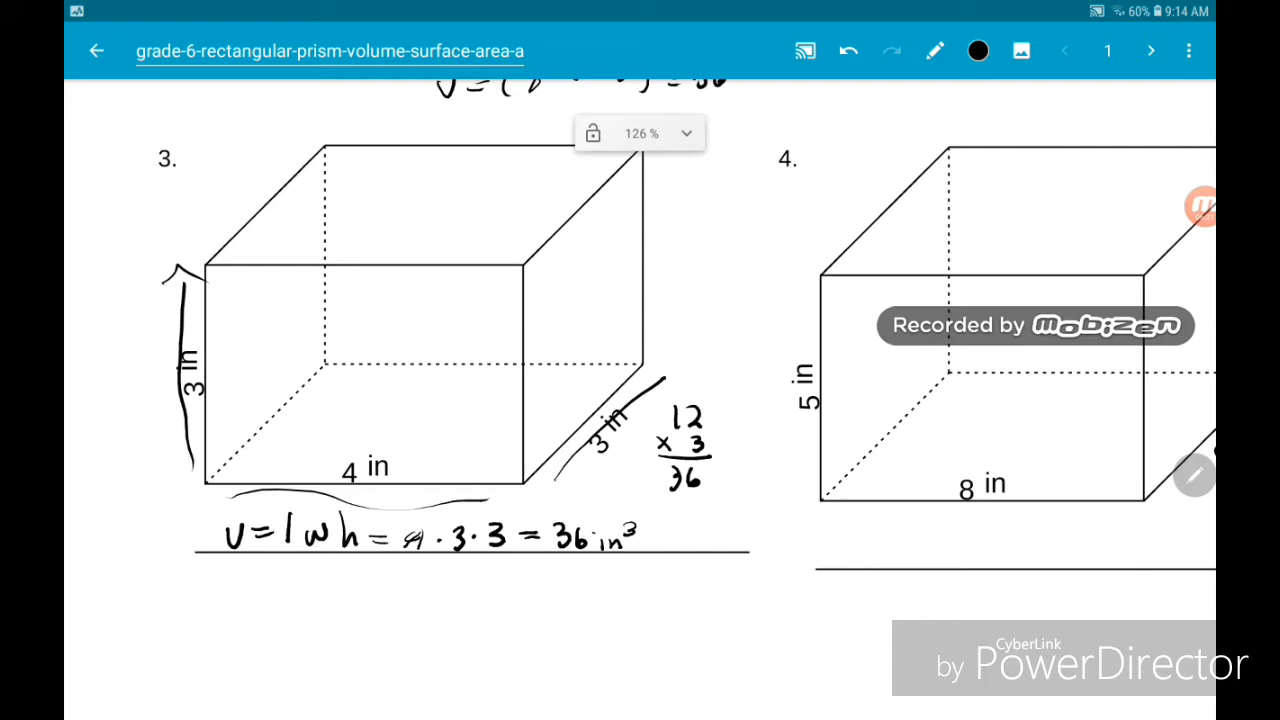 60% 9:14 AM
grade-6-rectangular-prism-volume-surface-area-a
1
126 %
3.
4.
3 in
4 in
3 in
12
x 3
36
V = l w h = 4 · 3 · 3 = 36 in³
5 in
8 in
Recorded by mobizen
CyberLink
by PowerDirector